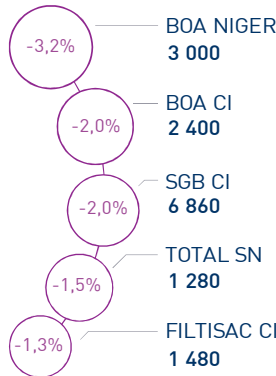 -3,2%
BOA NIGER
3 000
-2,0%
BOA CI
2 400
-2,0%
SGB CI
6 860
-1,5%
TOTAL SN
1 280
-1,3%
FILTISAC CI
1 480